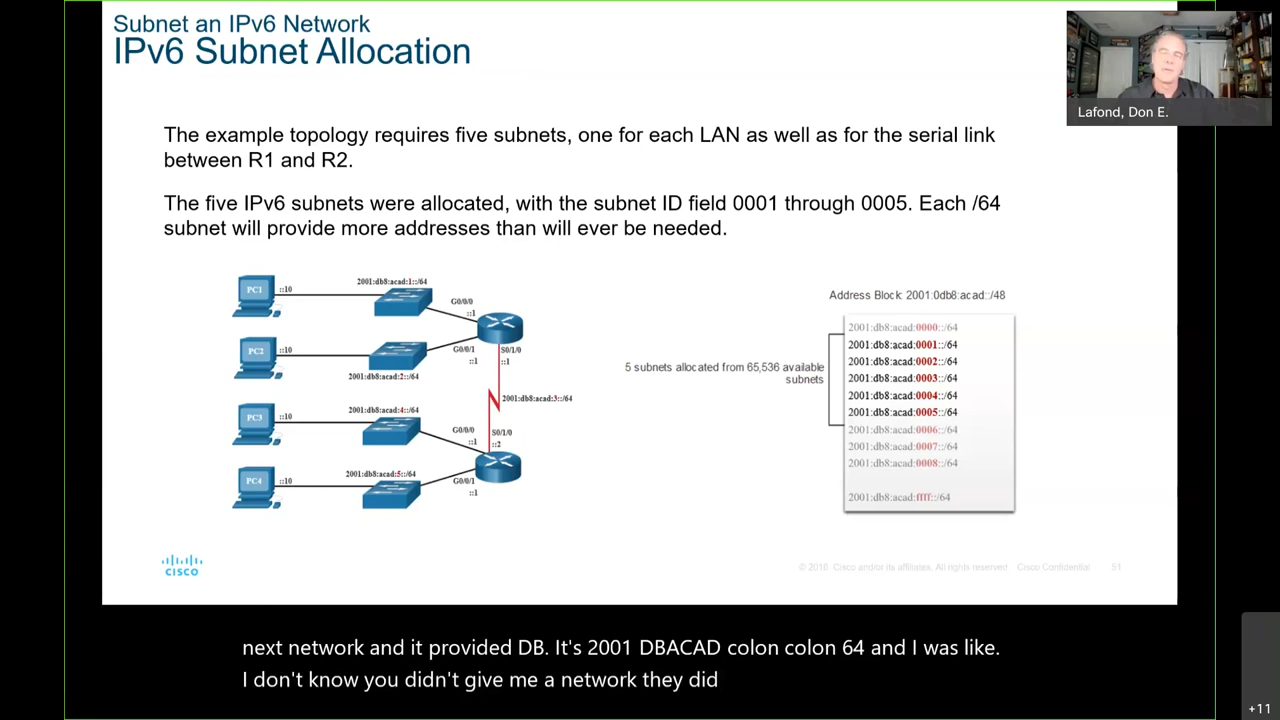 Subnet an IPv6 Network
IPv6 Subnet Allocation
Lafond, Don E.
The example topology requires five subnets, one for each LAN as well as for the serial link
between R1 and R2.
The five IPv6 subnets were allocated, with the subnet ID field 0001 through 0005. Each /64
subnet will provide more addresses than will ever be needed.
PC1
::10
2001:db8:acad:1::/64
G0/0/0
::1
PC2
::10
2001:db8:acad:2::/64
G0/0/1
::1
S0/1/0
::1
2001:db8:acad:3::/64
PC3
::10
2001:db8:acad:4::/64
G0/0/0
::1
S0/1/0
::2
PC4
::10
2001:db8:acad:5::/64
G0/0/1
::1
Address Block: 2001:0db8:acad::/48
5 subnets allocated from 65,536 available
subnets
2001:db8:acad:0000::/64
2001:db8:acad:0001::/64
2001:db8:acad:0002::/64
2001:db8:acad:0003::/64
2001:db8:acad:0004::/64
2001:db8:acad:0005::/64
2001:db8:acad:0006::/64
2001:db8:acad:0007::/64
2001:db8:acad:0008::/64
2001:db8:acad:ffff::/64
CISCO
© 2016 Cisco and/or its affiliates. All rights reserved Cisco Confidential 51
next network and it provided DB. It's 2001 DBACAD colon colon 64 and I was like.
I don't know you didn't give me a network they did
+11